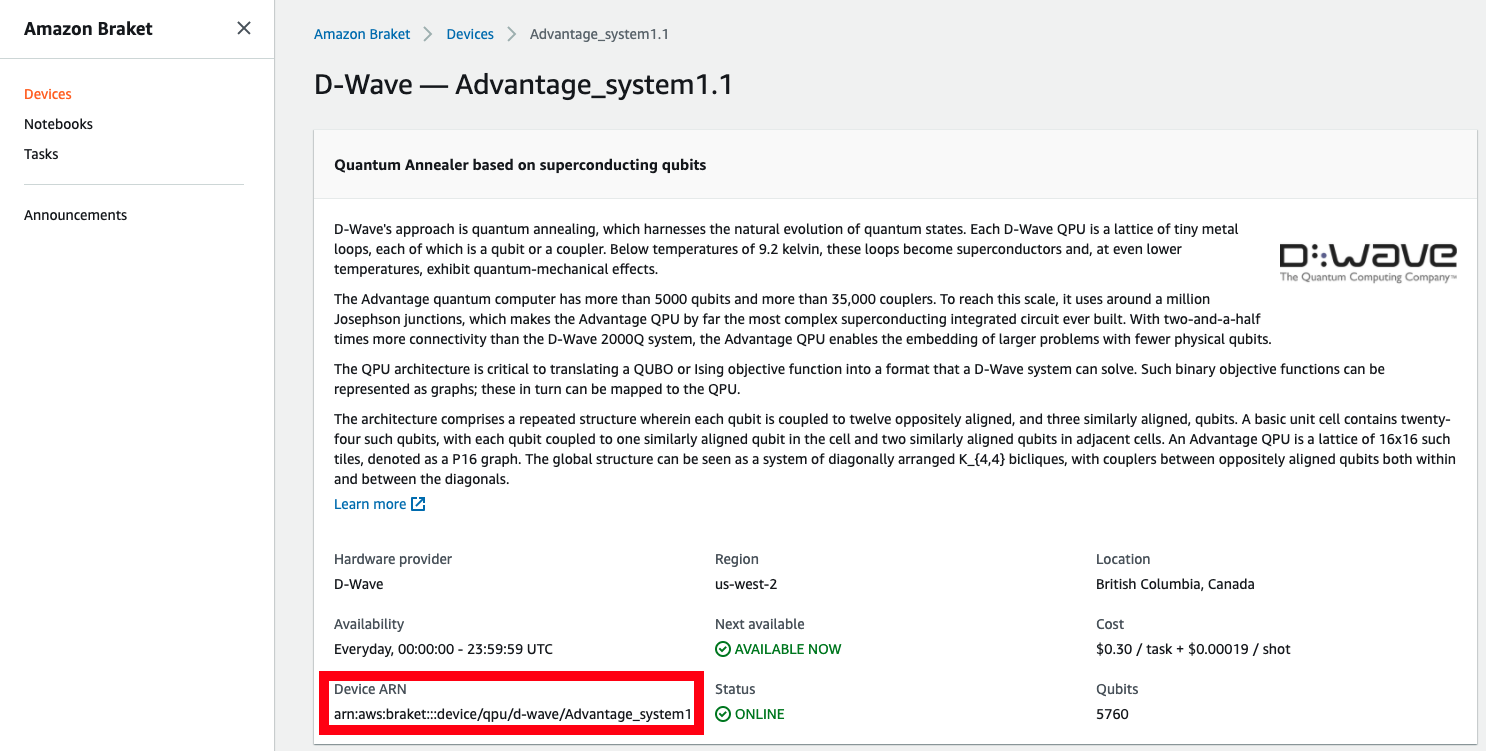 Amazon Braket
Devices
Notebooks
Tasks
Announcements
Amazon Braket > Devices > Advantage_system1.1
D-Wave — Advantage_system1.1
Quantum Annealer based on superconducting qubits
D-Wave's approach is quantum annealing, which harnesses the natural evolution of quantum states. Each D-Wave QPU is a lattice of tiny metal
loops, each of which is a qubit or a coupler. Below temperatures of 9.2 kelvin, these loops become superconductors and, at even lower
temperatures, exhibit quantum-mechanical effects.
D:wave
The Quantum Computing Company™
The Advantage quantum computer has more than 5000 qubits and more than 35,000 couplers. To reach this scale, it uses around a million
Josephson junctions, which makes the Advantage QPU by far the most complex superconducting integrated circuit ever built. With two-and-a-half
times more connectivity than the D-Wave 2000Q system, the Advantage QPU enables the embedding of larger problems with fewer physical qubits.
The QPU architecture is critical to translating a QUBO or Ising objective function into a format that a D-Wave system can solve. Such binary objective functions can be
represented as graphs; these in turn can be mapped to the QPU.
The architecture comprises a repeated structure wherein each qubit is coupled to twelve oppositely aligned, and three similarly aligned, qubits. A basic unit cell contains twenty-
four such qubits, with each qubit coupled to one similarly aligned qubit in the cell and two similarly aligned qubits in adjacent cells. An Advantage QPU is a lattice of 16x16 such
tiles, denoted as a P16 graph. The global structure can be seen as a system of diagonally arranged K_{4,4} bicliques, with couplers between oppositely aligned qubits both within
and between the diagonals.
Learn more
Hardware provider
D-Wave
Region
us-west-2
Location
British Columbia, Canada
Availability
Everyday, 00:00:00 - 23:59:59 UTC
Next available
AVAILABLE NOW
Cost
$0.30 / task + $0.00019 / shot
Device ARN
arn:aws:braket:::device/qpu/d-wave/Advantage_system1
Status
ONLINE
Qubits
5760